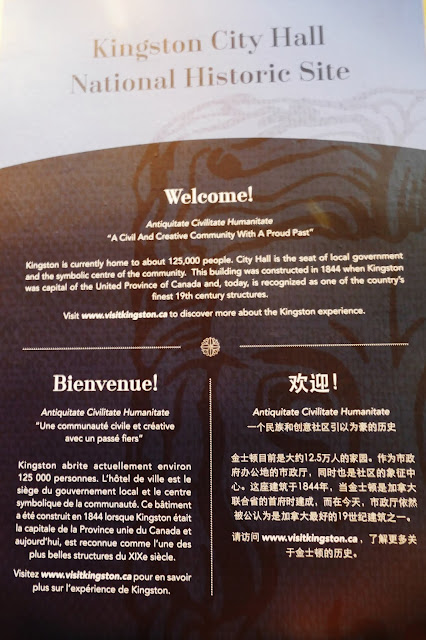 Kingston City Hall
National Historic Site
Welcome!
Antiquitate Civilitate Humanitate
“A Civil And Creative Community With A Proud Past”
Kingston is currently home to about 125,000 people. City Hall is the seat of local government
and the symbolic centre of the community. This building was constructed in 1844 when Kingston
was capital of the United Province of Canada and, today, is recognized as one of the country’s
finest 19th century structures.
Visit www.visitkingston.ca to discover more about the Kingston experience.
Bienvenue!
Antiquitate Civilitate Humanitate
“Une communauté civile et créative
avec un passé fiers”
Kingston abrite actuellement environ
125 000 personnes. L’hôtel de ville est le
siège du gouvernement local et le centre
symbolique de la communauté. Ce bâtiment
a été construit en 1844 lorsque Kingston était
la capitale de la Province unie du Canada et
aujourd’hui, est reconnue comme l’une des
plus belles structures du XIXe siècle.
Visitez www.visitkingston.ca pour en savoir
plus sur l’expérience de Kingston.
欢迎!
Antiquitate Civilitate Humanitate
一个民族和创意社区引以为豪的历史
金士顿目前是大约12.5万人的家园。作为市政
府办公地的市政厅，同时也是社区的象征中
心。这座建筑于1844年，当金士顿是加拿大
联合省的首府时建成，而在今天，市政厅依然
被公认为是加拿大最好的19世纪建筑之一。
请访问 www.visitkingston.ca，了解更多关
于金士顿的历史。